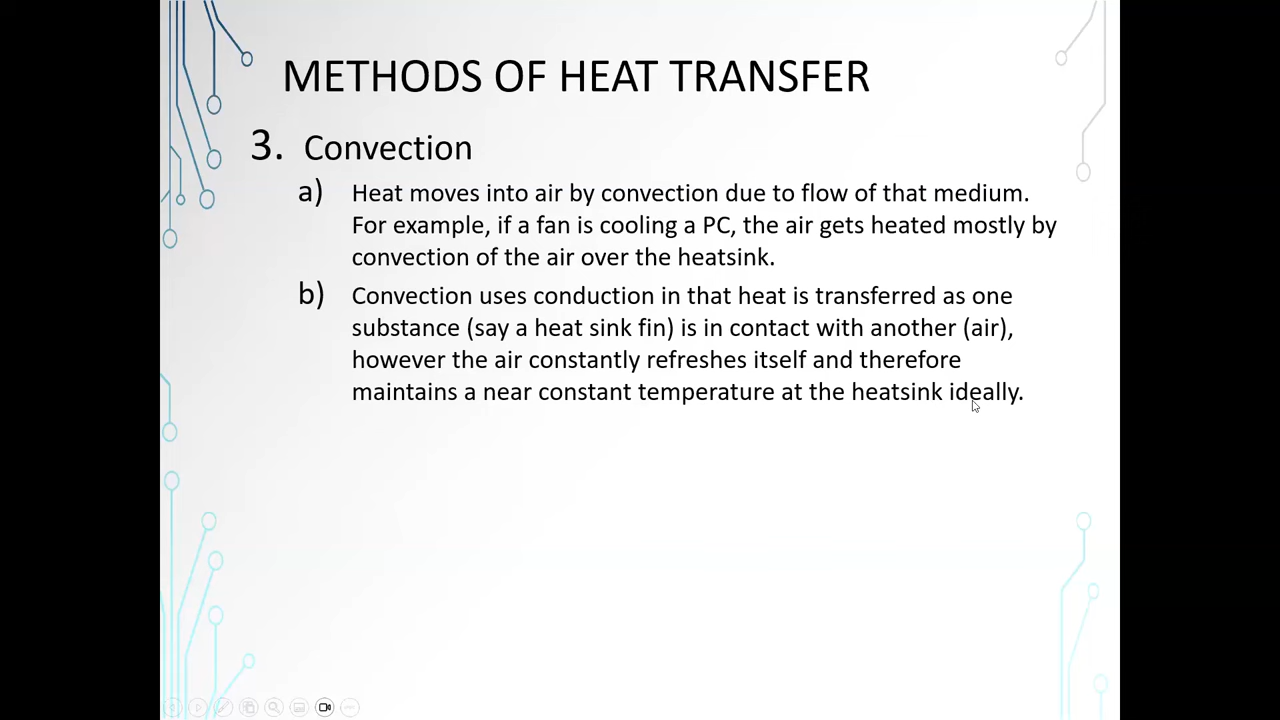 METHODS OF HEAT TRANSFER
3. Convection
a) Heat moves into air by convection due to flow of that medium.
For example, if a fan is cooling a PC, the air gets heated mostly by
convection of the air over the heatsink.
b) Convection uses conduction in that heat is transferred as one
substance (say a heat sink fin) is in contact with another (air),
however the air constantly refreshes itself and therefore
maintains a near constant temperature at the heatsink ideally.